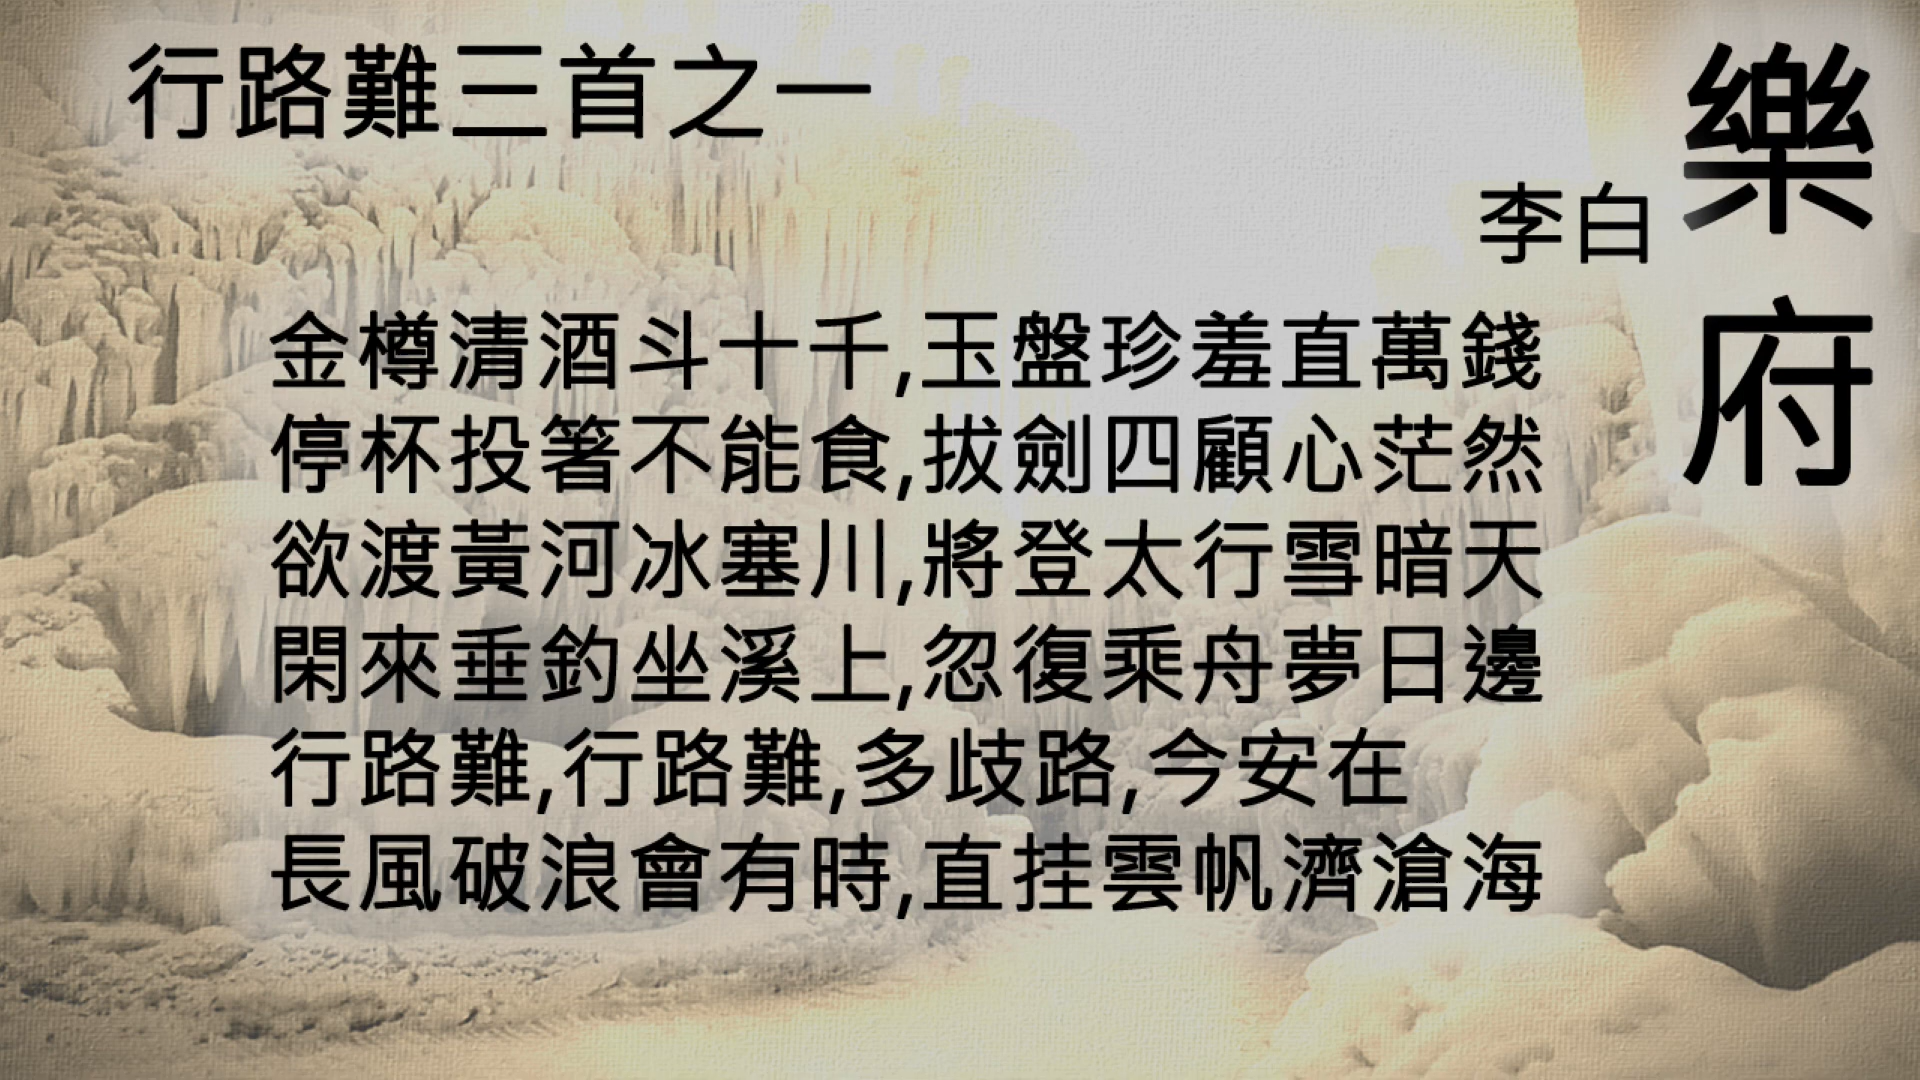 行路難三首之一
樂府
李白
金樽清酒斗十千,玉盤珍羞直萬錢
停杯投箸不能食,拔劍四顧心茫然
欲渡黃河冰塞川,將登太行雪暗天
閑來垂釣坐溪上,忽復乘舟夢日邊
行路難,行路難,多歧路,今安在
長風破浪會有時,直挂雲帆濟滄海